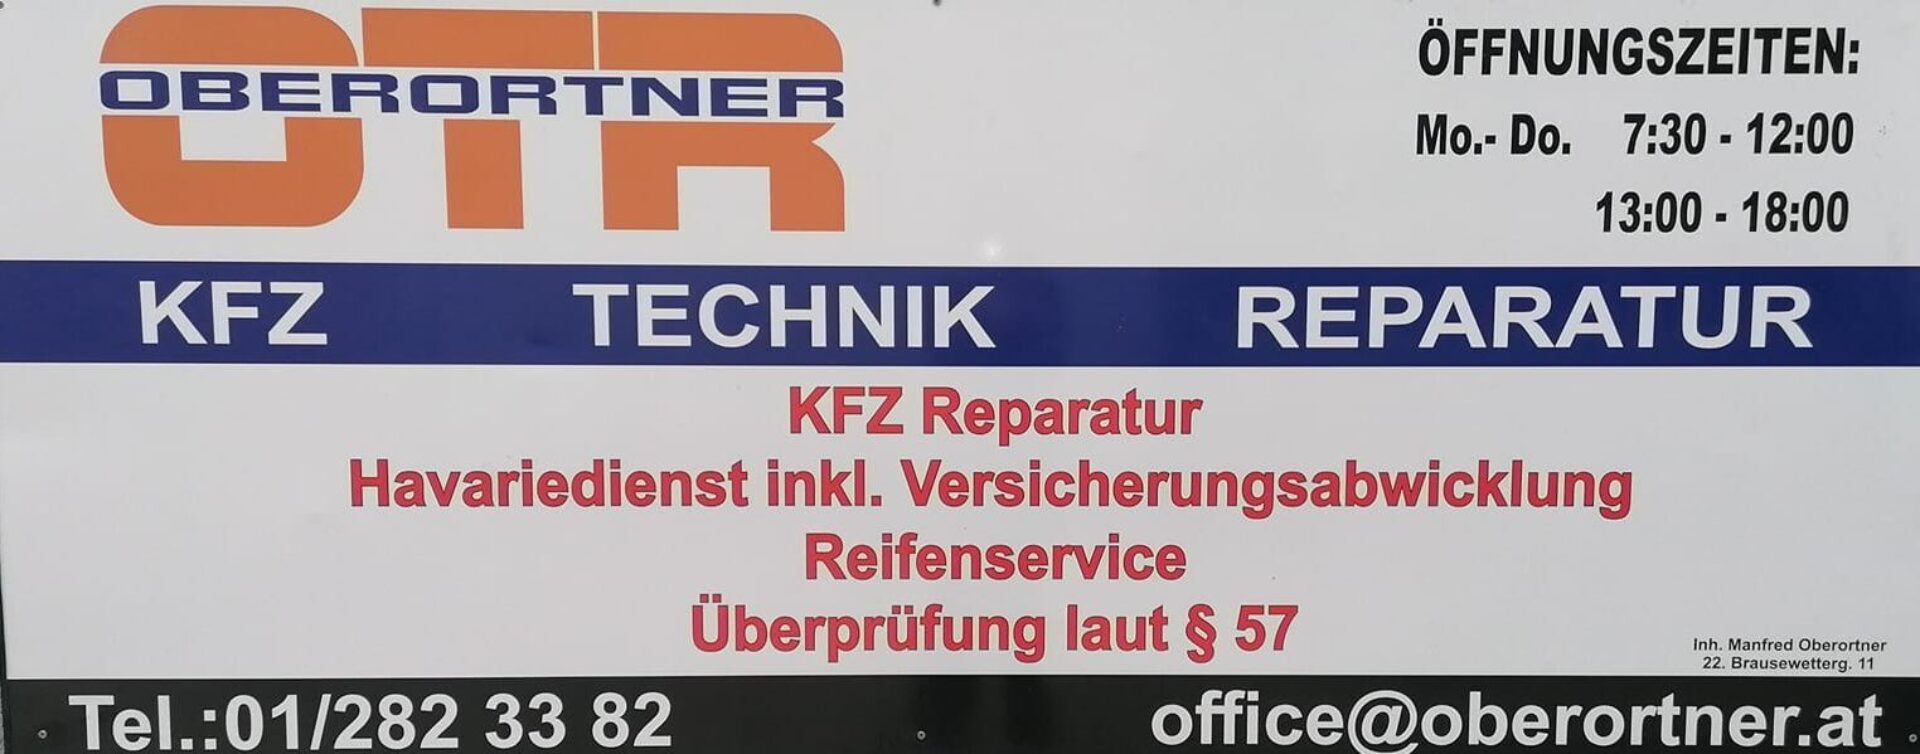 OTR
OBERORTNER
ÖFFNUNGSZEITEN:
Mo.- Do. 7:30 - 12:00
13:00 - 18:00
KFZ TECHNIK REPARATUR
KFZ Reparatur
Havariedienst inkl. Versicherungsabwicklung
Reifenservice
Überprüfung laut § 57
Inh. Manfred Oberortner
22. Brausewetterg. 11
Tel.:01/282 33 82 office@oberortner.at